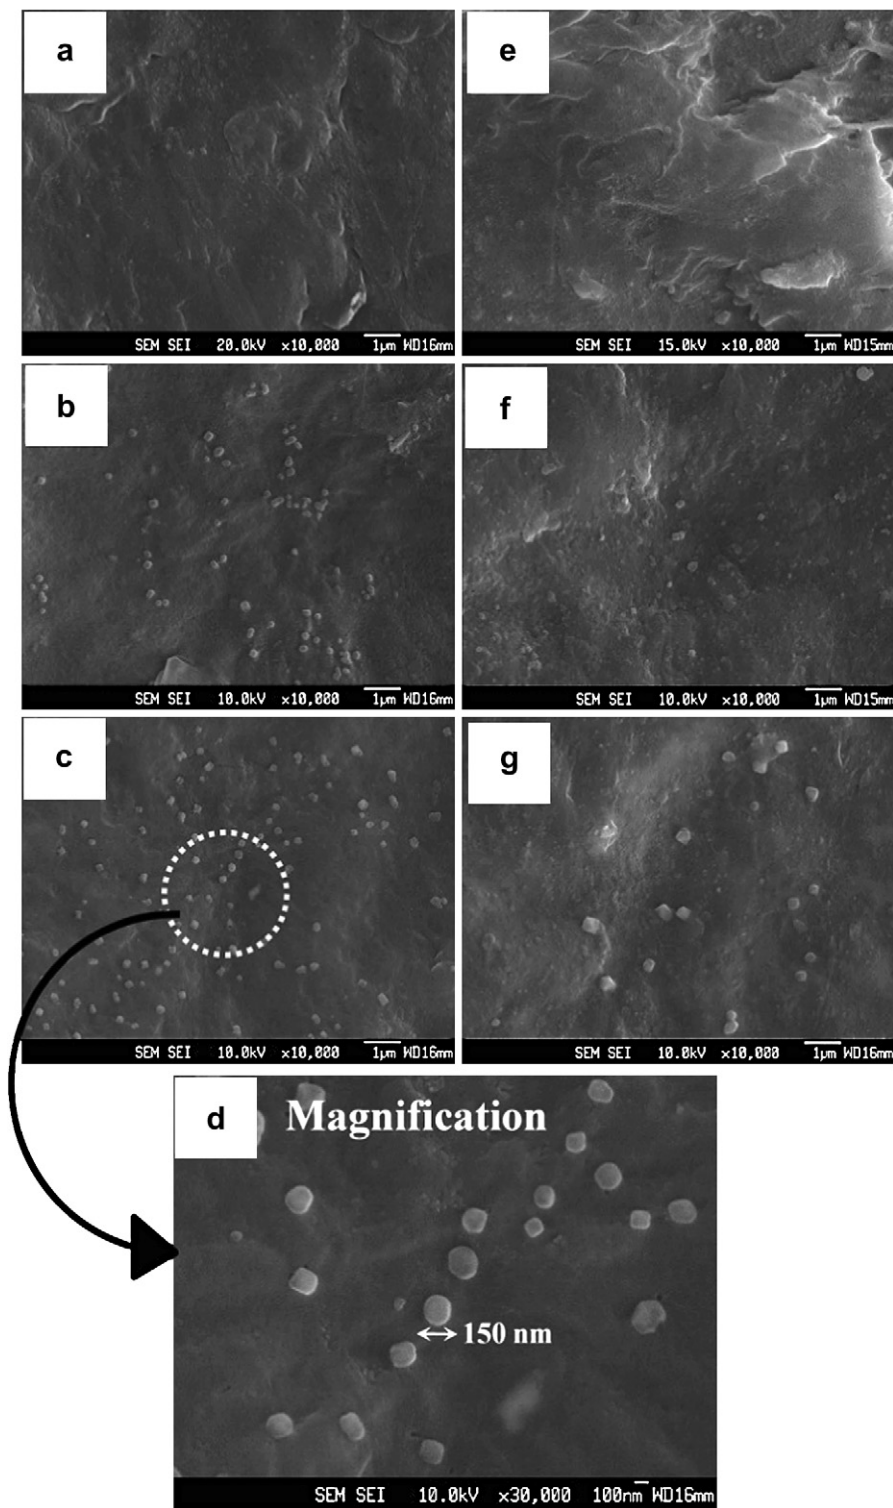 a
SEM SEI 20.0kV ×10,000 1µm WD16mm
e
SEM SEI 15.0kV ×10,000 1µm WD15mm
b
SEM SEI 10.0kV ×10,000 1µm WD16mm
f
SEM SEI 10.0kV ×10,000 1µm WD15mm
c
SEM SEI 10.0kV ×10,000 1µm WD16mm
g
SEM SEI 10.0kV ×10,000 1µm WD16mm
d
Magnification
150 nm
SEM SEI 10.0kV ×30,000 100nm WD16mm